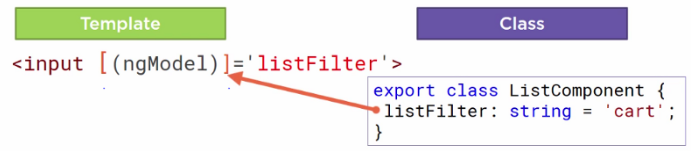 Template
Class
<input [(ngModel)]='listFilter'>
export class ListComponent {
listFilter: string = 'cart';
}